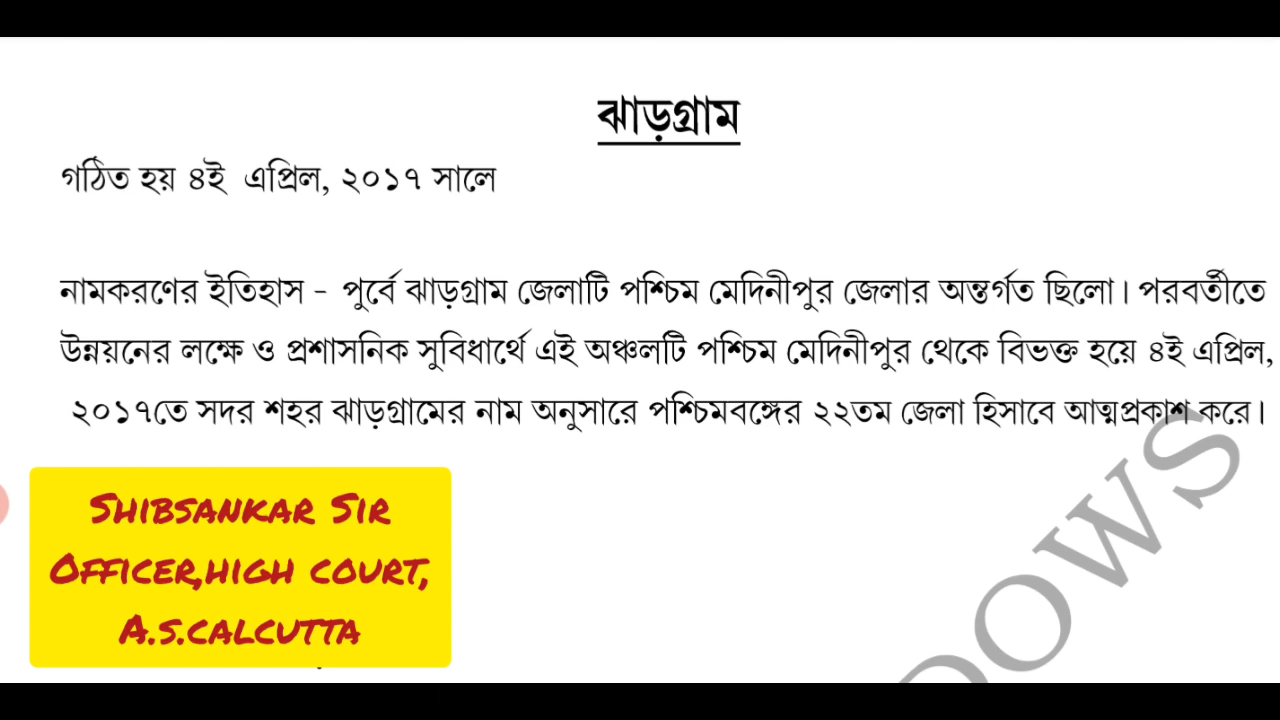 ঝাড়গ্রাম
গঠিত হয় ৪ই এপ্রিল, ২০১৭ সালে
নামকরণের ইতিহাস - পুর্বে ঝাড়গ্রাম জেলাটি পশ্চিম মেদিনীপুর জেলার অন্তর্গত ছিলো। পরবর্তীতে
উন্নয়নের লক্ষে ও প্রশাসনিক সুবিধার্থে এই অঞ্চলটি পশ্চিম মেদিনীপুর থেকে বিভক্ত হয়ে ৪ই এপ্রিল,
২০১৭তে সদর শহর ঝাড়গ্রামের নাম অনুসারে পশ্চিমবঙ্গের ২২তম জেলা হিসাবে আত্মপ্রকাশ করে।
SHIBSANKAR SIR
OFFICER,HIGH COURT,
A.S.CALCUTTA
OWS